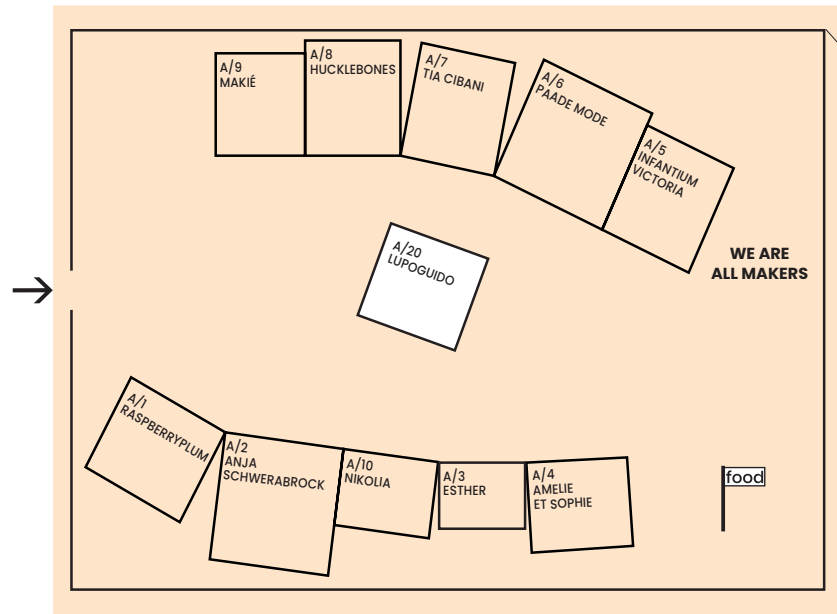 A/9
MAKIÉ
A/8
HUCKLEBONES
A/7
TIA CIBANI
A/6
PAADE MODE
A/5
INFANTIUM
VICTORIA
A/20
LUPOGUIDO
WE ARE
ALL MAKERS
A/1
RASPBERRYPLUM
A/2
ANJA
SCHWERABROCK
A/10
NIKOLIA
A/3
ESTHER
A/4
AMELIE
ET SOPHIE
food